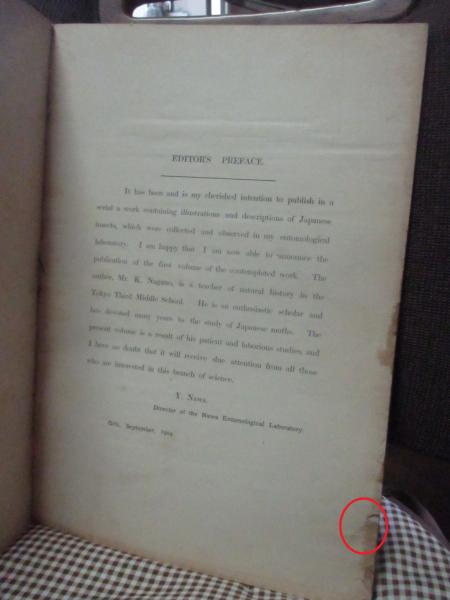 EDITOR'S PREFACE.
It has been and is my cherished intention to publish in a
serial a work containing illustrations and descriptions of Japanese
insects, which were collected and observed in my entomological
laboratory. I am happy that I am now able to announce the
publication of the first volume of the contemplated work. The
author, Mr. K. Nagano, is a teacher of natural history in the
Tokyo Third Middle School. He is an enthusiastic scholar and
has devoted many years to the study of Japanese moths. The
present volume is a result of his patient and laborious studies, and
I have no doubts that it will receive due attention from all those
who are interested in this branch of science.
Y. NAWA,
Director of the Nawa Entomological Laboratory.
Gifu, September,